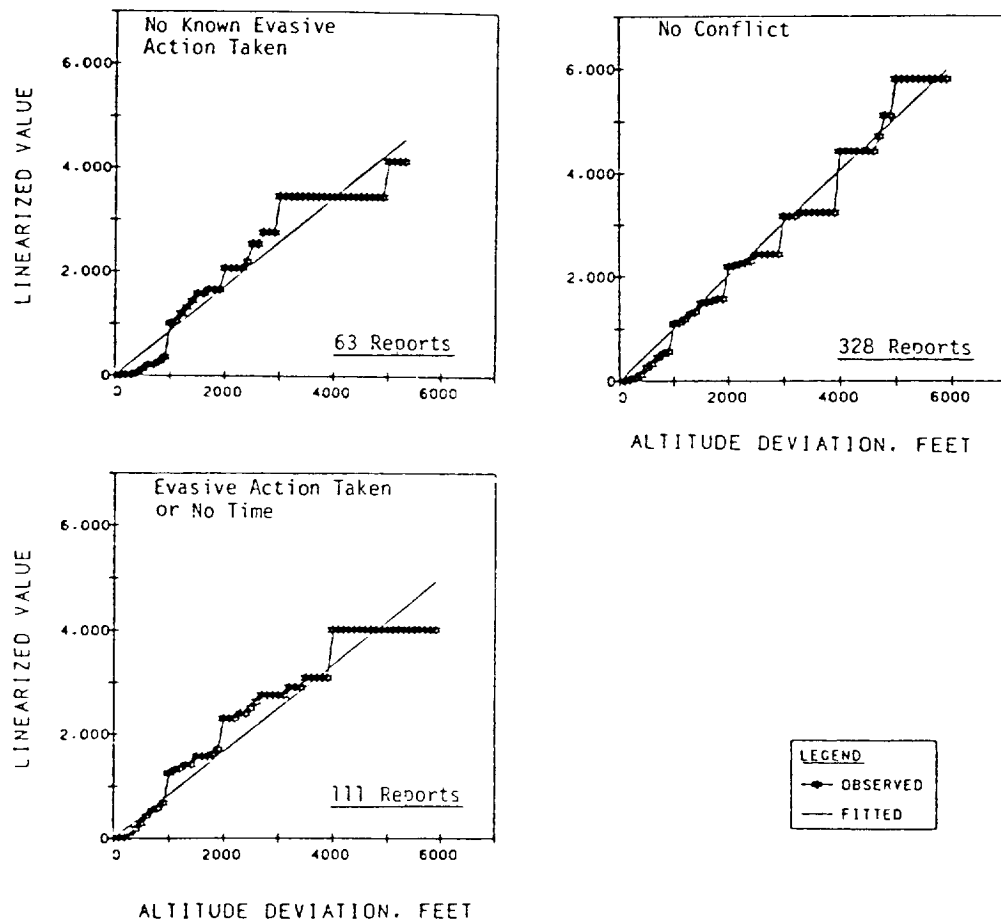 No Known Evasive
Action Taken
LINEARIZED VALUE
6.000
4.000
2.000
0
63 Reports
0 2000 4000 6000
No Conflict
6.000
4.000
2.000
0
328 Reports
0 2000 4000 6000
ALTITUDE DEVIATION. FEET
Evasive Action Taken
or No Time
LINEARIZED VALUE
6.000
4.000
2.000
0
111 Reports
0 2000 4000 6000
ALTITUDE DEVIATION. FEET
LEGEND
OBSERVED
FITTED